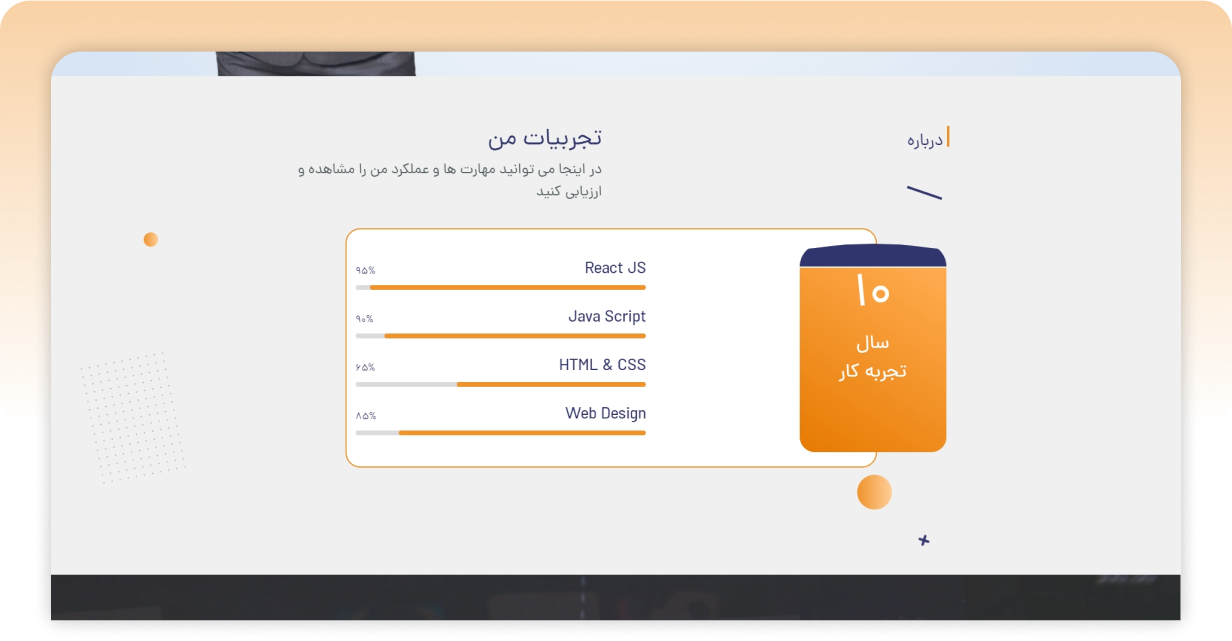 درباره
تجربیات من
در اینجا می توانید مهارت ها و عملکرد من را مشاهده و
ارزیابی کنید
۱۰
سال
تجربه کار
React JS
۹۵%
Java Script
۹۰%
HTML & CSS
۶۵%
Web Design
۸۵%